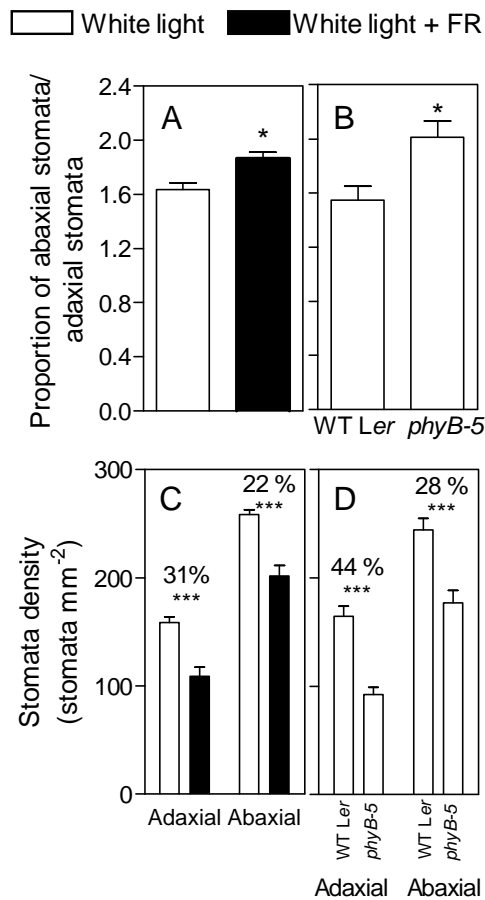 White light White light + FR
Proportion of abaxial stomata/
adaxial stomata
2.4
2.0
1.6
1.2
2.4
0.6
0.0
A
*
B
*
WT Ler phyB-5
Stomata density
(stomata mm-2)
300
200
100
0
C
31%
***
22 %
***
D
44 %
***
28 %
***
Adaxial Abaxial
WT Ler
phyB-5
WT Ler
phyB-5
Adaxial Abaxial